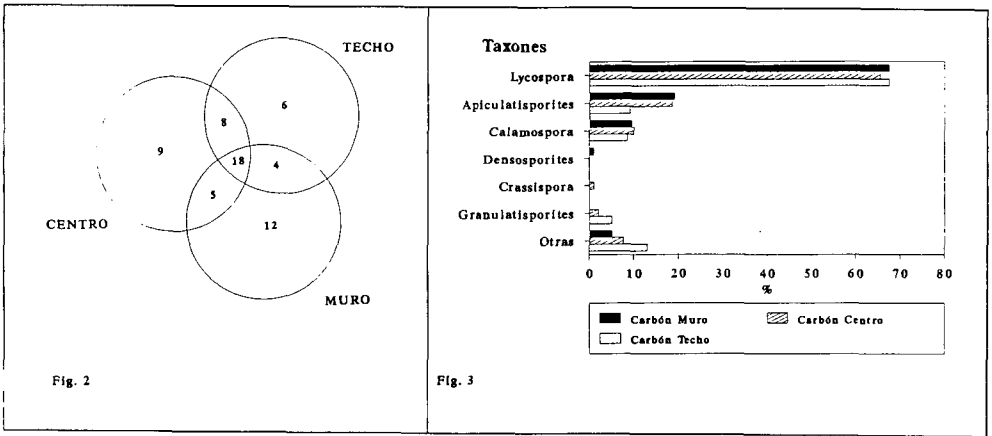 TECHO
6
8
9
18
4
5
12
CENTRO
MURO
Fig. 2
Taxones
Lycospora
Apiculatisporites
Calamospora
Densosporites
Crassispora
Granulatisporites
Otras
0 10 20 30 40 50 60 70 80
%
Carbón Muro
Carbón Centro
Carbón Techo
Fig. 3